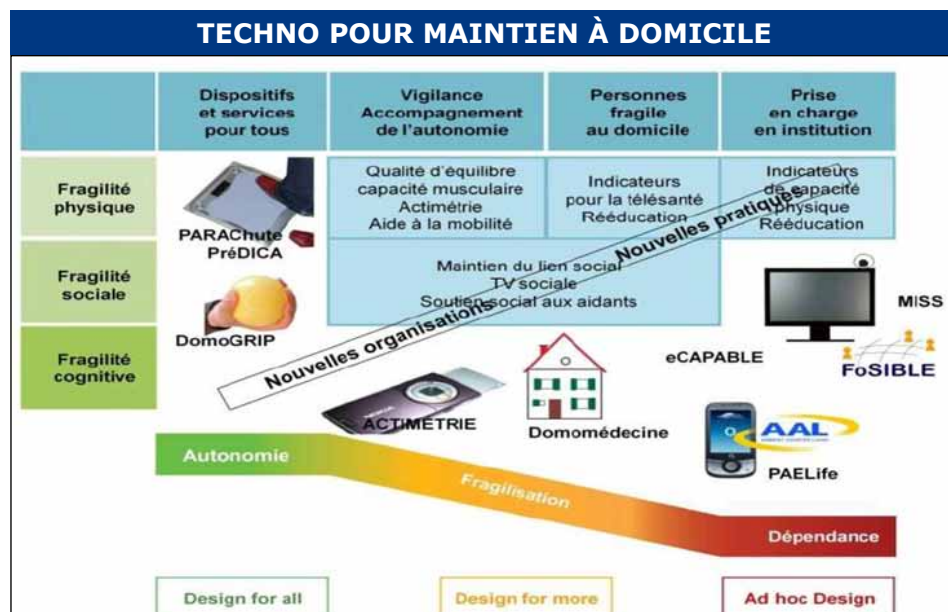 TECHNO POUR MAINTIEN À DOMICILE
Dispositifs
et services
pour tous
Vigilance
Accompagnement
de l'autonomie
Personnes
fragile
au domicile
Prise
en charge
en institution
Fragilité
physique
PARAChute
PréDICA
Qualité d'équilibre
capacité musculaire
Actimétrie
Aide à la mobilité
Indicateurs
pour la télésanté
Rééducation
Indicateurs
de capacité
physique
Rééducation
Fragilité
sociale
DomoGRIP
Maintien du lien social
TV sociale
Soutien social aux aidants
Nouvelles organisations
Nouvelles pratiques
MISS
Fragilité
cognitive
eCAPABLE
FoSIBLE
NOKIA
ACTIMETRIE
Domomédecine
AAL
PAELife
Autonomie
Fragilisation
Dépendance
Design for all
Design for more
Ad hoc Design